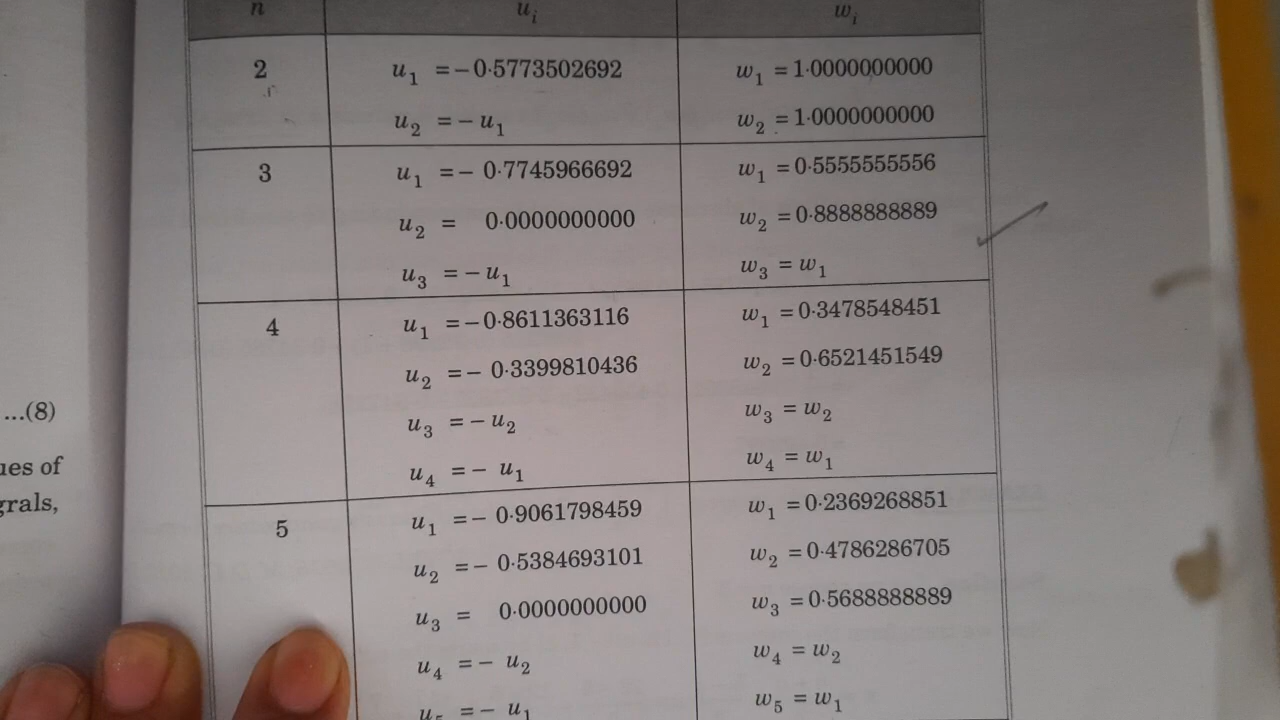 n u_i w_i
2 u_1 = – 0·5773502692 w_1 = 1·0000000000
u_2 = – u_1 w_2 = 1·0000000000
3 u_1 = – 0·7745966692 w_1 = 0·5555555556
u_2 = 0·0000000000 w_2 = 0·8888888889
u_3 = – u_1 w_3 = w_1
4 u_1 = – 0·8611363116 w_1 = 0·3478548451
u_2 = – 0·3399810436 w_2 = 0·6521451549
u_3 = – u_2 w_3 = w_2
u_4 = – u_1 w_4 = w_1
5 u_1 = – 0·9061798459 w_1 = 0·2369268851
u_2 = – 0·5384693101 w_2 = 0·4786286705
u_3 = 0·0000000000 w_3 = 0·5688888889
u_4 = – u_2 w_4 = w_2
u_5 = – u_1 w_5 = w_1
...(8)
ues of
grals,